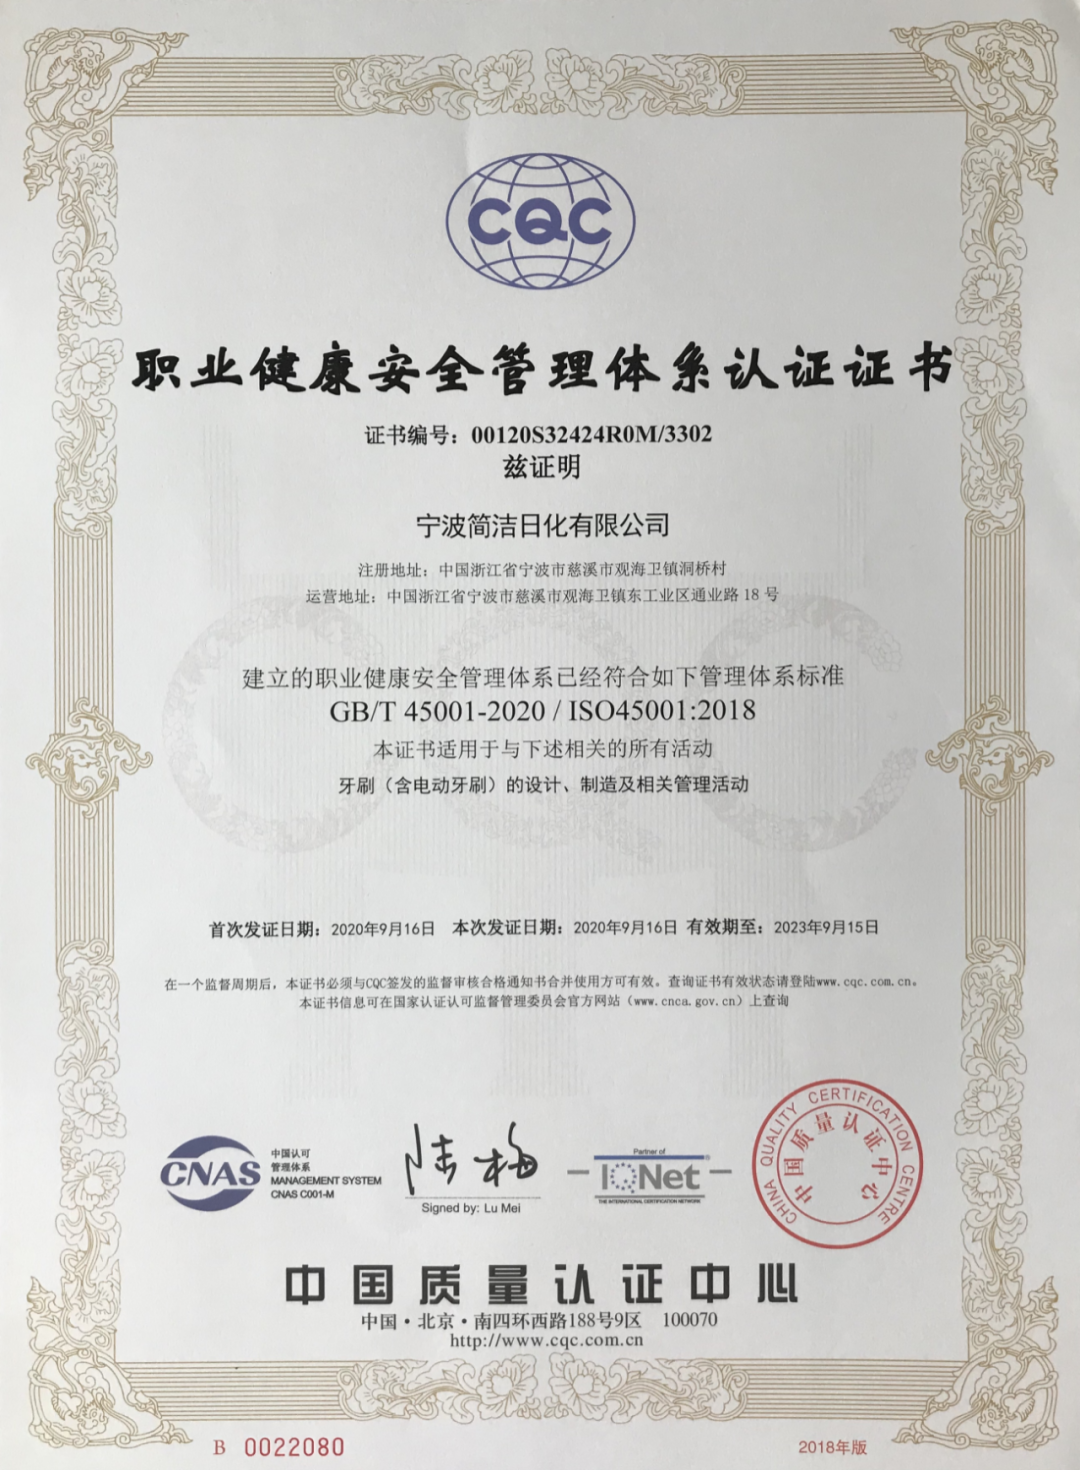 CQC
职业健康安全管理体系认证证书
证书编号：00120S32424R0M/3302
兹证明
宁波简洁日化有限公司
注册地址：中国浙江省宁波市慈溪市观海卫镇洞桥村
运营地址：中国浙江省宁波市慈溪市观海卫镇东工业区通业路 18 号
建立的职业健康安全管理体系已经符合如下管理体系标准
GB/T 45001-2020 / ISO45001:2018
本证书适用于与下述相关的所有活动
牙刷（含电动牙刷）的设计、制造及相关管理活动
首次发证日期：2020年9月16日 本次发证日期：2020年9月16日 有效期至：2023年9月15日
在一个监督周期后，本证书必须与CQC签发的监督审核合格通知书合并使用方可有效。查询证书有效状态请登陆www.cqc.com.cn。
本证书信息可在国家认证认可监督管理委员会官方网站（www.cnca.gov.cn）上查询
CNAS
中国认可
管理体系
MANAGEMENT SYSTEM
CNAS C001-M
陆梅
Signed by: Lu Mei
Partner of
IQNet
THE INTERNATIONAL CERTIFICATION NETWORK
CHINA QUALITY CERTIFICATION CENTRE
中国质量认证中心
中国质量认证中心
中国·北京·南四环西路188号9区 100070
http://www.cqc.com.cn
B 0022080
2018年版